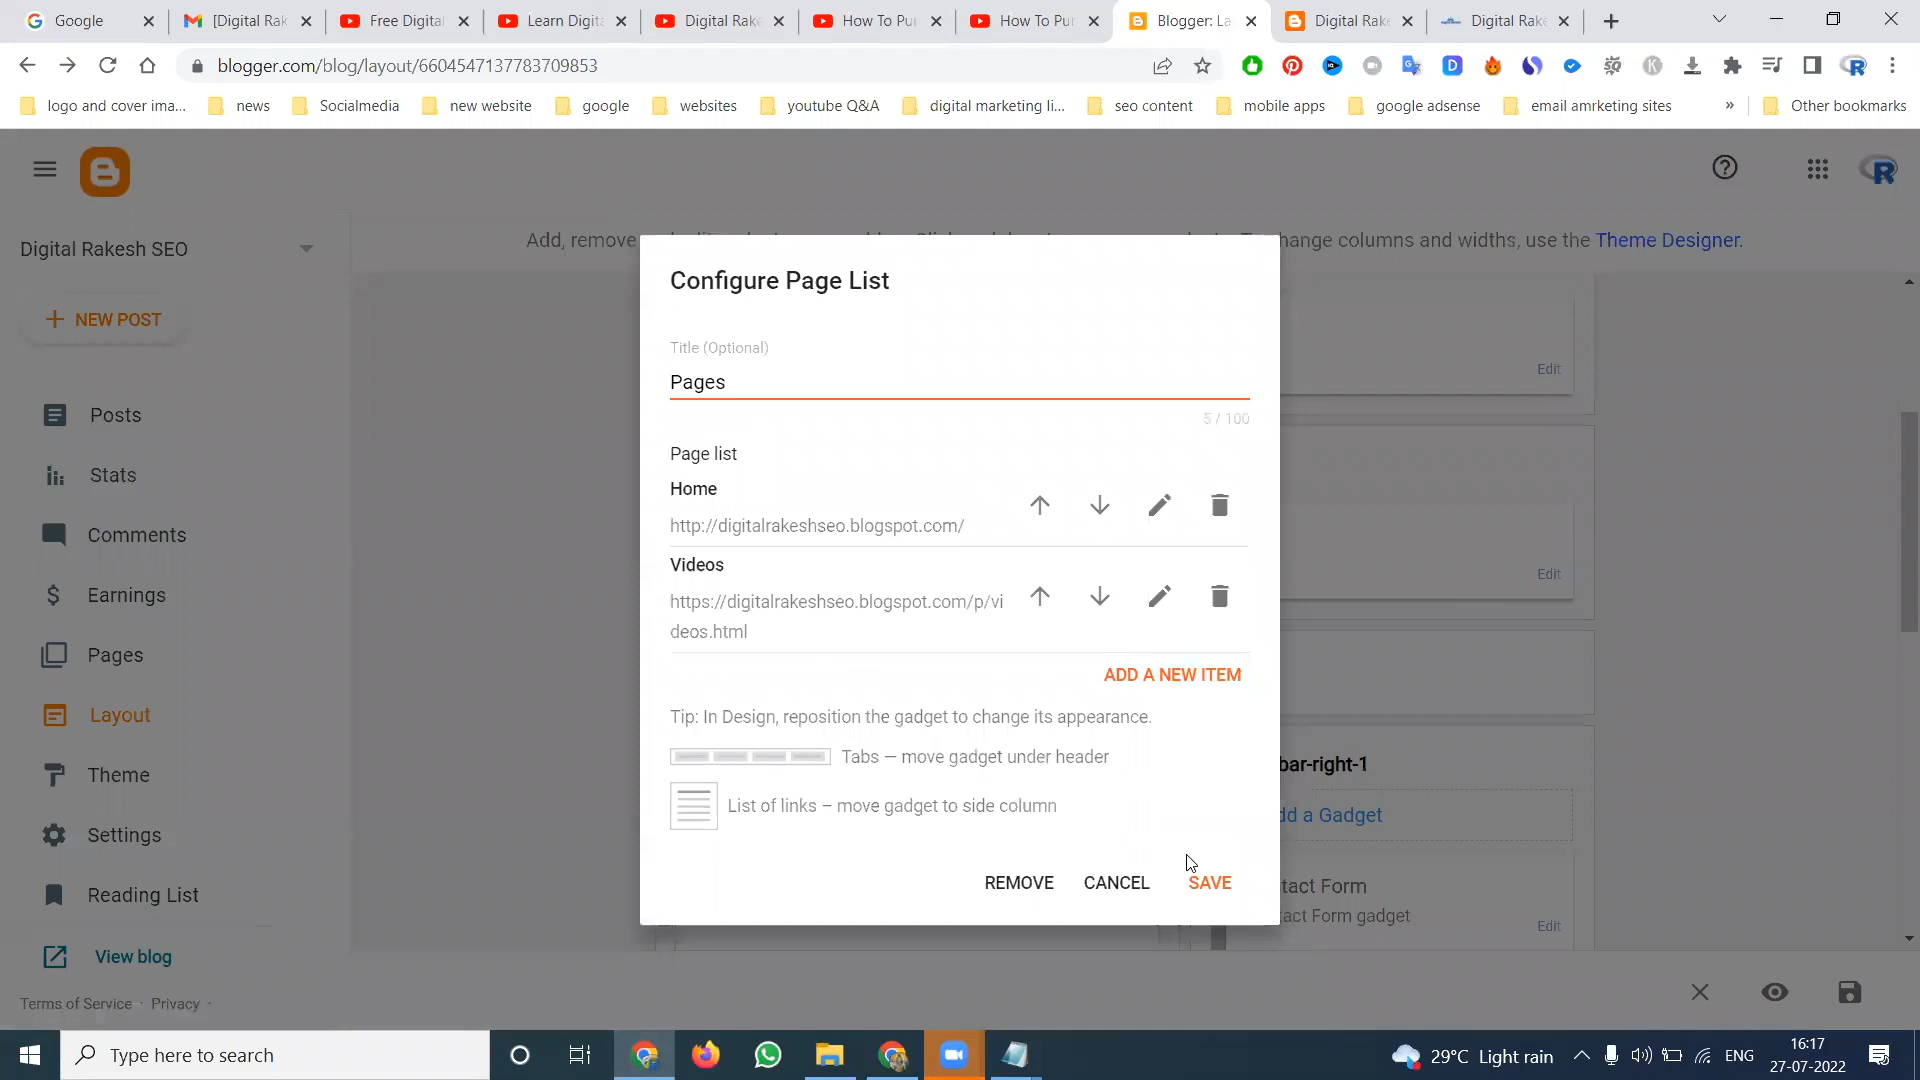 Google
[Digital Rak
Free Digital
Learn Digita
Digital Rake
How To Pur
How To Pur
Blogger: La
Digital Rake
Digital Rake
blogger.com/blog/layout/6604547137783709853
logo and cover ima...
news
Socialmedia
new website
google
websites
youtube Q&A
digital marketing li...
seo content
mobile apps
google adsense
email amrketing sites
»
Other bookmarks
Digital Rakesh SEO
Add, remove
hange columns and widths, use the Theme Designer.
NEW POST
Posts
Stats
Comments
Earnings
Pages
Layout
Theme
Settings
Reading List
View blog
Terms of Service · Privacy ·
Configure Page List
Title (Optional)
Pages
5 / 100
Page list
Home
http://digitalrakeshseo.blogspot.com/
Videos
https://digitalrakeshseo.blogspot.com/p/vi
deos.html
ADD A NEW ITEM
Tip: In Design, reposition the gadget to change its appearance.
Tabs — move gadget under header
List of links – move gadget to side column
REMOVE
CANCEL
SAVE
Edit
Edit
bar-right-1
dd a Gadget
tact Form
act Form gadget
Edit
Type here to search
29°C Light rain
ENG
16:17
27-07-2022